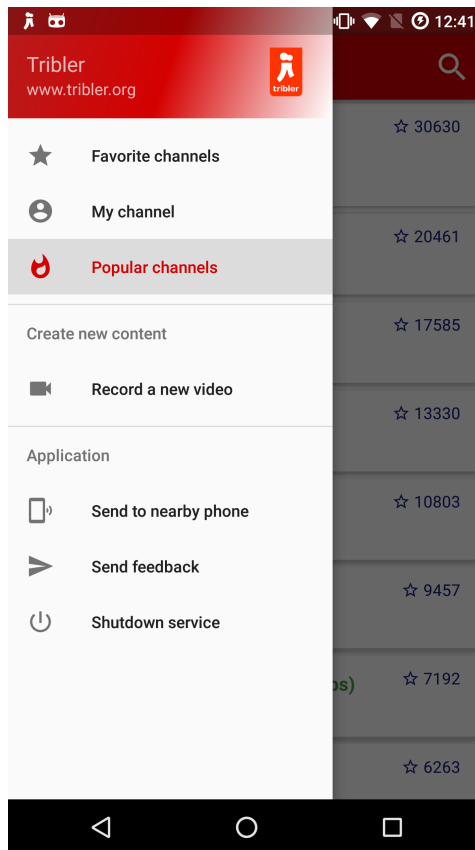 12:41
Tribler
www.tribler.org
tribler
30630
Favorite channels
My channel
20461
Popular channels
17585
Create new content
Record a new video
13330
Application
10803
Send to nearby phone
Send feedback
9457
Shutdown service
os)
7192
6263